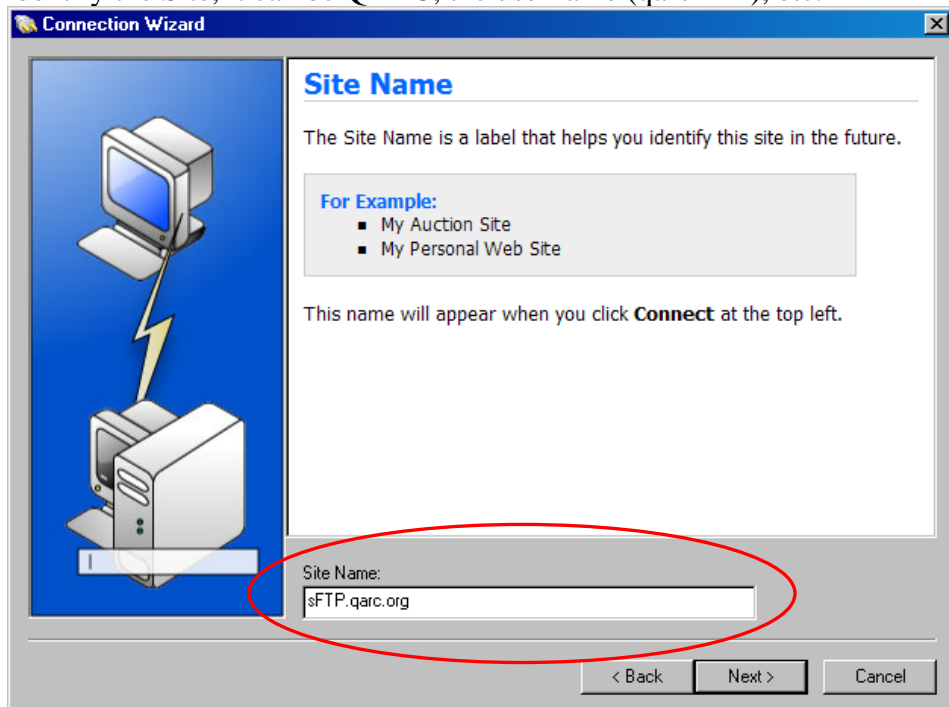 Connection Wizard
Site Name
The Site Name is a label that helps you identify this site in the future.
For Example:
My Auction Site
My Personal Web Site
This name will appear when you click Connect at the top left.
Site Name:
sFTP.qarc.org
< Back
Next >
Cancel